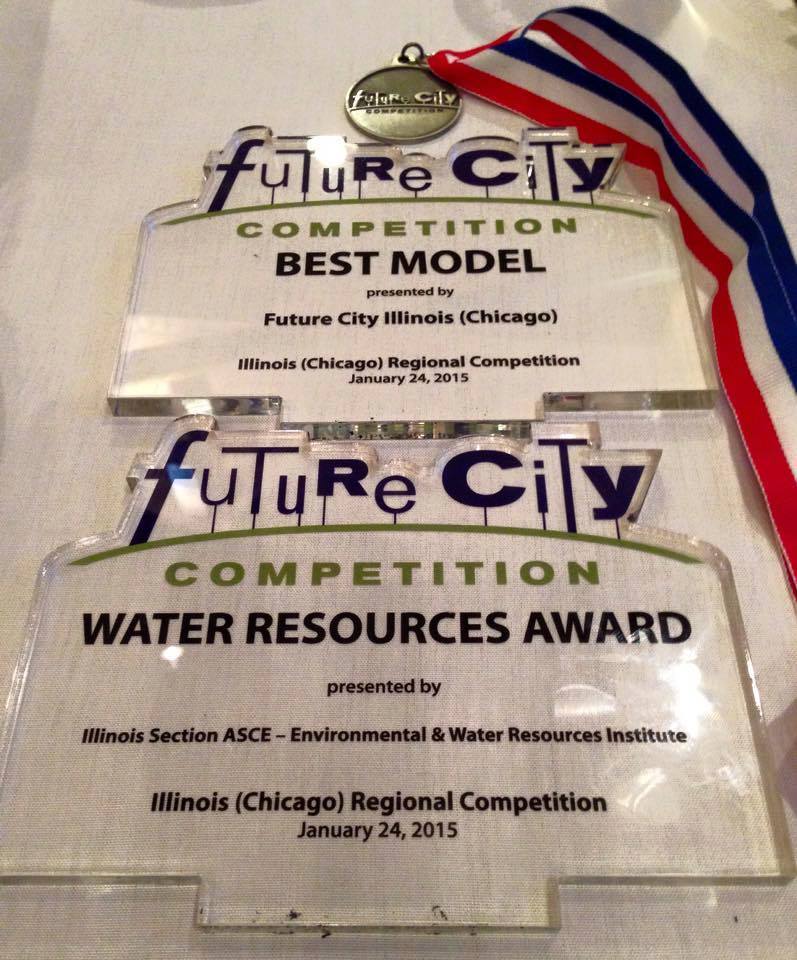 fuTuRe CiTy
COMPETITION
fuTuRe CiTy
COMPETITION
BEST MODEL
presented by
Future City Illinois (Chicago)
Illinois (Chicago) Regional Competition
January 24, 2015
fuTuRe CiTy
COMPETITION
WATER RESOURCES AWARD
presented by
Illinois Section ASCE – Environmental & Water Resources Institute
Illinois (Chicago) Regional Competition
January 24, 2015